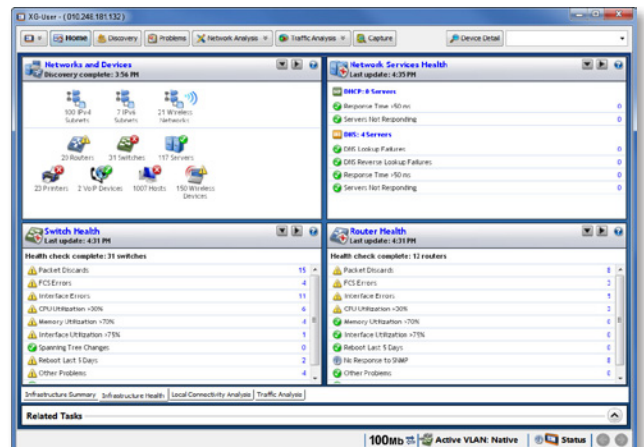 XG-User - ( 010.248.181.132 )
Home Discovery Problems Network Analysis Traffic Analysis Capture Device Detail
Networks and Devices
Discovery complete: 3:56 PM
100 IPv4 Subnets
7 IPv6 Subnets
21 Wireless Networks
20 Routers
31 Switches
117 Servers
23 Printers
2 VoIP Devices
1007 Hosts
150 Wireless Devices
Network Services Health
Last update: 4:35 PM
DHCP: 0 Servers
Response Time >50 ms 0
Servers Not Responding 0
DNS: 4 Servers
DNS Lookup Failures 0
DNS Reverse Lookup Failures 0
Response Time >50 ms 0
Servers Not Responding 0
Switch Health
Last update: 4:31 PM
Health check complete: 31 switches
Packet Discards 15
FCS Errors 4
Interface Errors 11
CPU Utilization >30% 6
Memory Utilization >70% 4
Interface Utilization >75% 1
Spanning Tree Changes 0
Reboot Last 5 Days 2
Other Problems 4
Router Health
Last update: 4:31 PM
Health check complete: 12 routers
Packet Discards 8
FCS Errors 3
Interface Errors
CPU Utilization >30%
Memory Utilization >70%
Interface Utilization >75%
Reboot Last 5 Days
No Response to SNMP 8
Other Problems
Infrastructure Summary Infrastructure Health Local Connectivity Analysis Traffic Analysis
Related Tasks
100Mb Active VLAN: Native Status